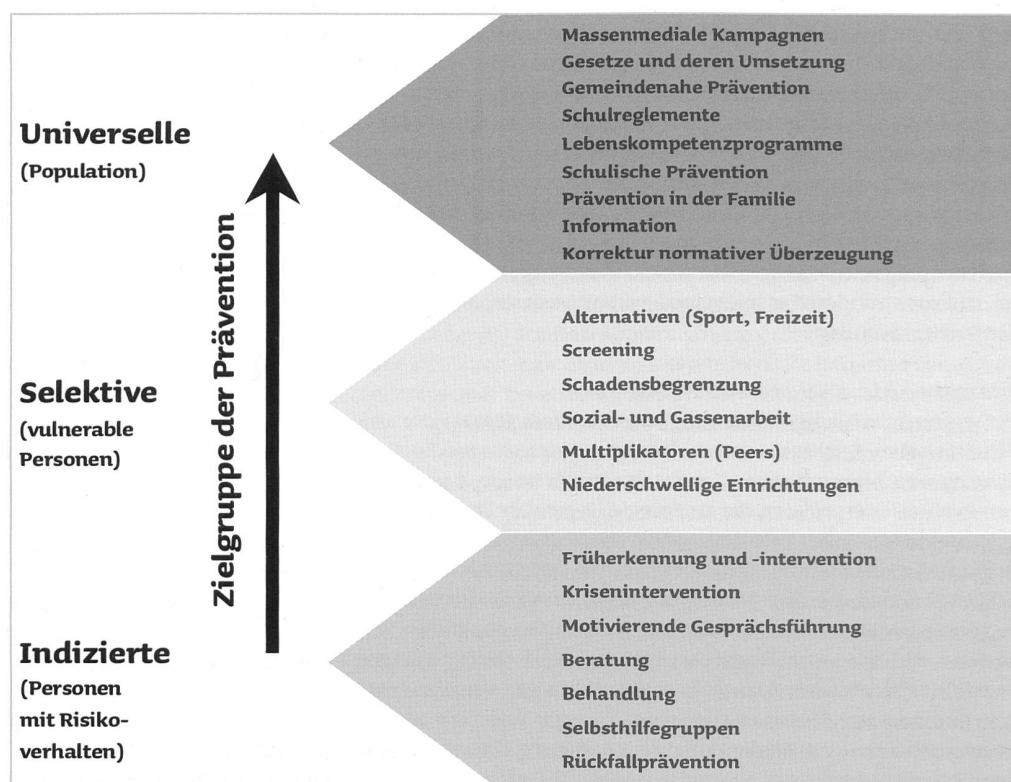 Universelle
(Population)
Massenmediale Kampagnen
Gesetze und deren Umsetzung
Gemeindenahe Prävention
Schulreglemente
Lebenskompetenzprogramme
Schulische Prävention
Prävention in der Familie
Information
Korrektur normativer Überzeugung
Zielgruppe der Prävention
Selektive
(vulnerable
Personen)
Alternativen (Sport, Freizeit)
Screening
Schadensbegrenzung
Sozial- und Gassenarbeit
Multiplikatoren (Peers)
Niederschwellige Einrichtungen
Indizierte
(Personen
mit Risiko-
verhalten)
Früherkennung und -intervention
Krisenintervention
Motivierende Gesprächsführung
Beratung
Behandlung
Selbsthilfegruppen
Rückfallprävention